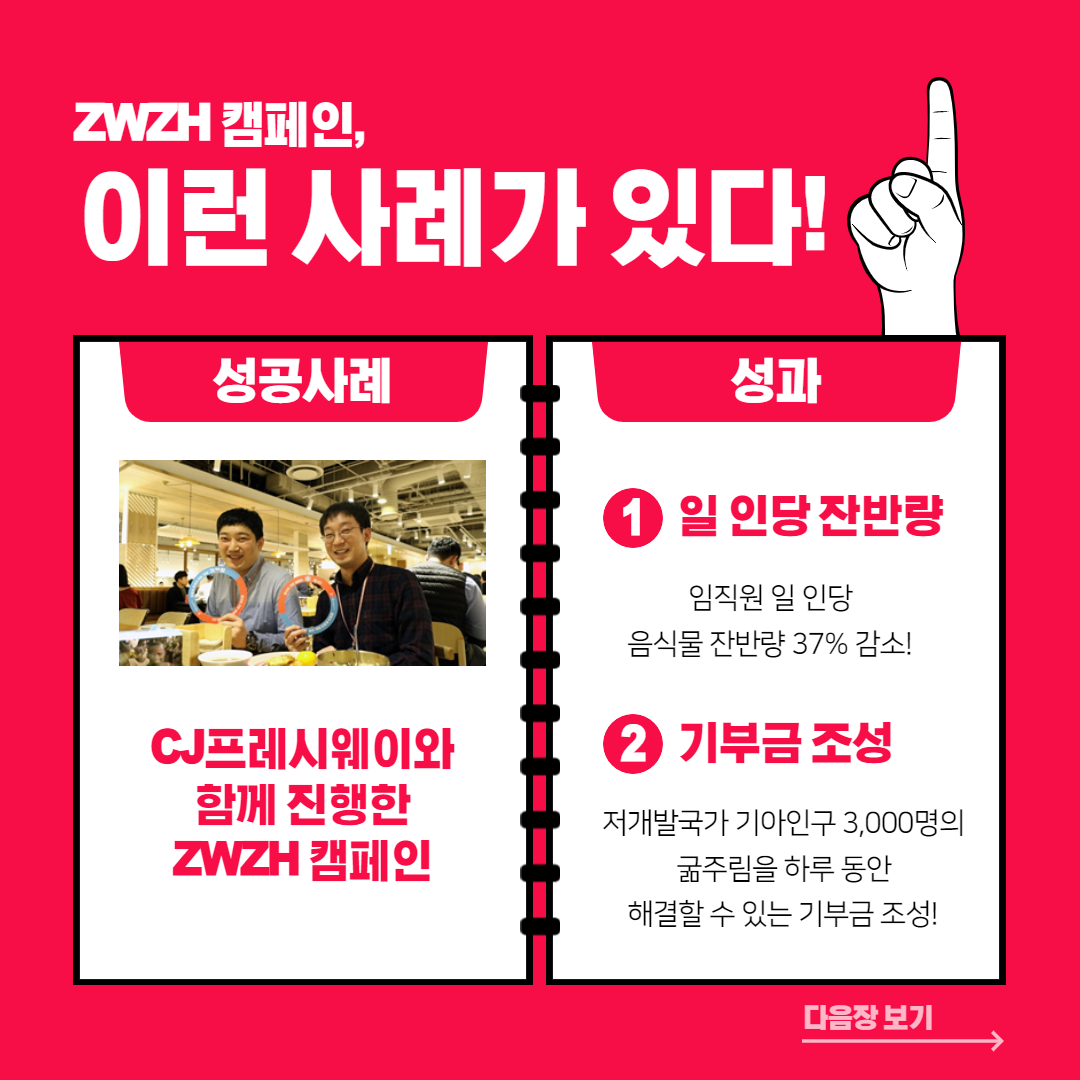 ZWZH 캠페인,
이런 사례가 있다!
성공사례
CJ프레시웨이와
함께 진행한
ZWZH 캠페인
성과
1 일 인당 잔반량
임직원 일 인당
음식물 잔반량 37% 감소!
2 기부금 조성
저개발국가 기아인구 3,000명의
굶주림을 하루 동안
해결할 수 있는 기부금 조성!
다음장 보기